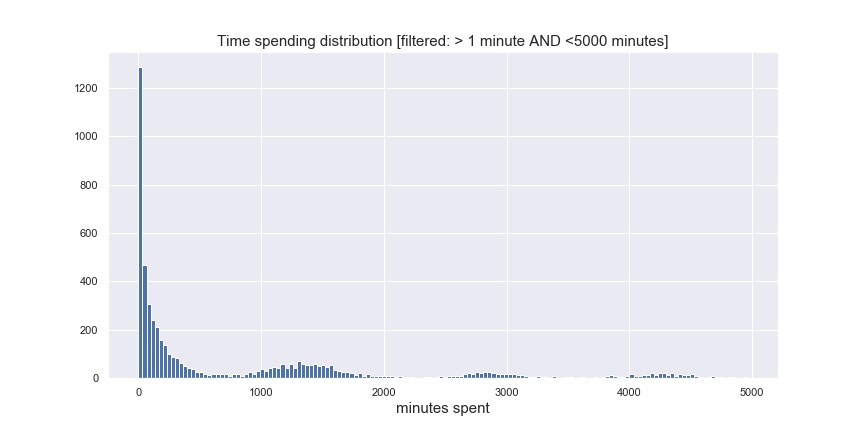 Time spending distribution [filtered: > 1 minute AND <5000 minutes]
1200
1000
800
600
400
200
0
0 1000 2000 3000 4000 5000
minutes spent